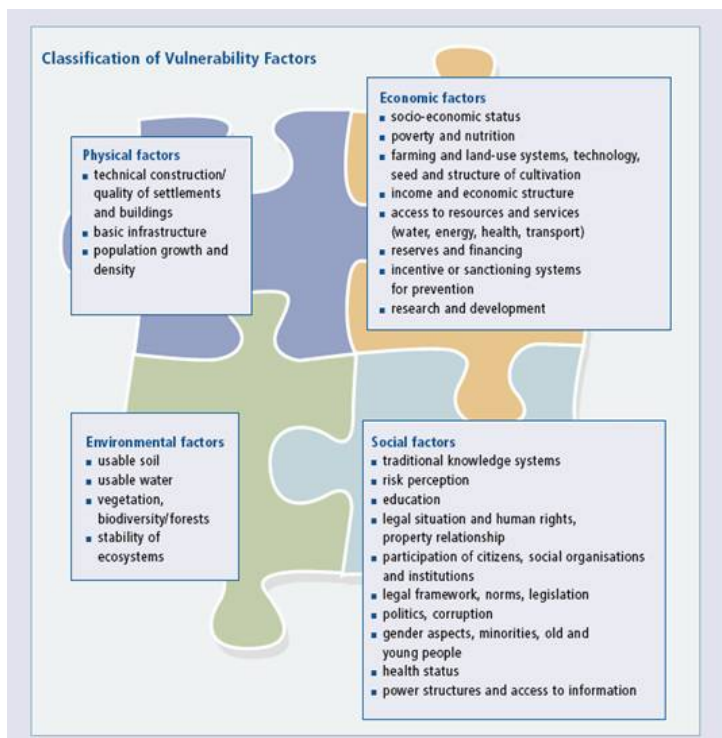 Classification of Vulnerability Factors
Physical factors
▪ technical construction/
quality of settlements
and buildings
▪ basic infrastructure
▪ population growth and
density
Economic factors
▪ socio-economic status
▪ poverty and nutrition
▪ farming and land-use systems, technology,
seed and structure of cultivation
▪ income and economic structure
▪ access to resources and services
(water, energy, health, transport)
▪ reserves and financing
▪ incentive or sanctioning systems
for prevention
▪ research and development
Environmental factors
▪ usable soil
▪ usable water
▪ vegetation,
biodiversity/forests
▪ stability of
ecosystems
Social factors
▪ traditional knowledge systems
▪ risk perception
▪ education
▪ legal situation and human rights,
property relationship
▪ participation of citizens, social organisations
and institutions
▪ legal framework, norms, legislation
▪ politics, corruption
▪ gender aspects, minorities, old and
young people
▪ health status
▪ power structures and access to information